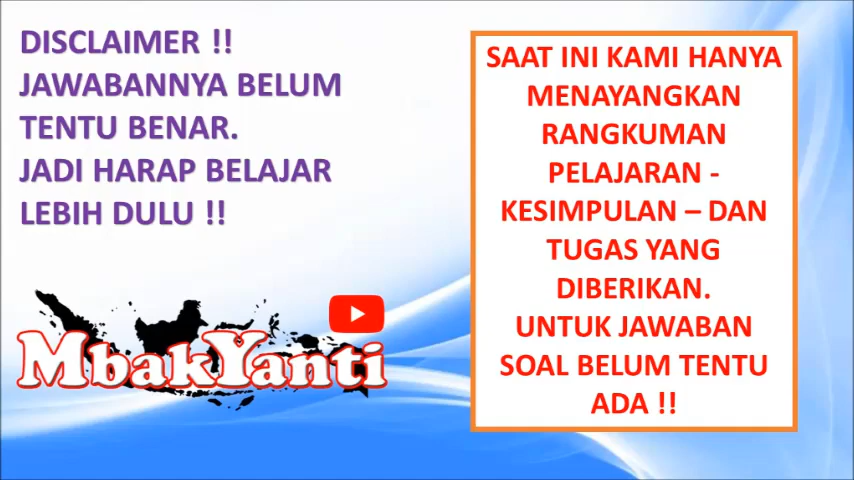 DISCLAIMER !!
JAWABANNYA BELUM
TENTU BENAR.
JADI HARAP BELAJAR
LEBIH DULU !!
MbakYanti
SAAT INI KAMI HANYA
MENAYANGKAN
RANGKUMAN
PELAJARAN -
KESIMPULAN – DAN
TUGAS YANG
DIBERIKAN.
UNTUK JAWABAN
SOAL BELUM TENTU
ADA !!